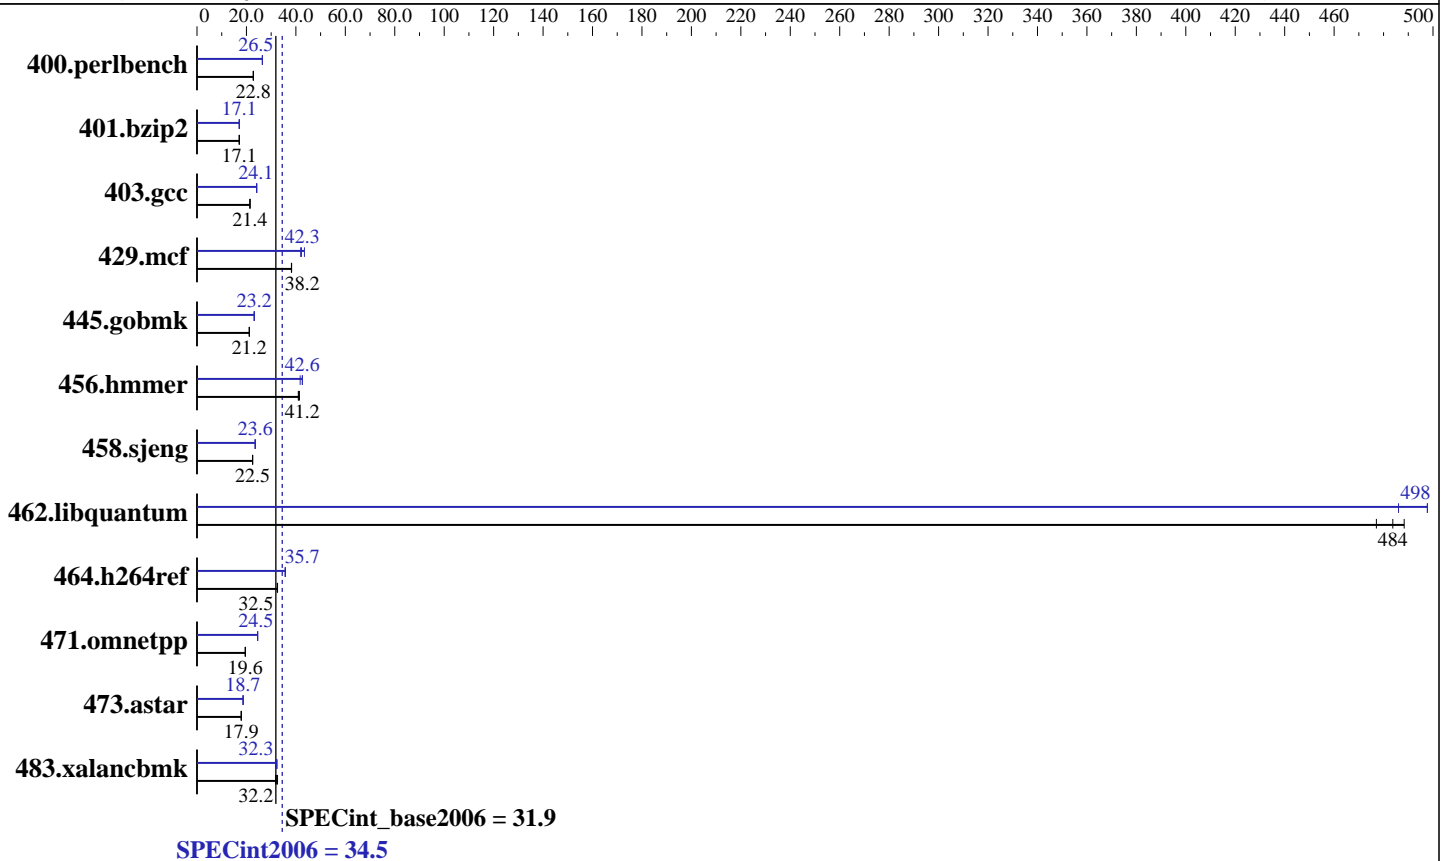 0 20.0 40.0 60.0 80.0 100 120 140 160 180 200 220 240 260 280 300 320 340 360 380 400 420 440 460 500
26.5
400.perlbench
22.8
17.1
401.bzip2
17.1
24.1
403.gcc
21.4
42.3
429.mcf
38.2
23.2
445.gobmk
21.2
42.6
456.hmmer
41.2
23.6
458.sjeng
22.5
498
462.libquantum
484
35.7
464.h264ref
32.5
24.5
471.omnetpp
19.6
18.7
473.astar
17.9
32.3
483.xalancbmk
32.2
SPECint_base2006 = 31.9
SPECint2006 = 34.5